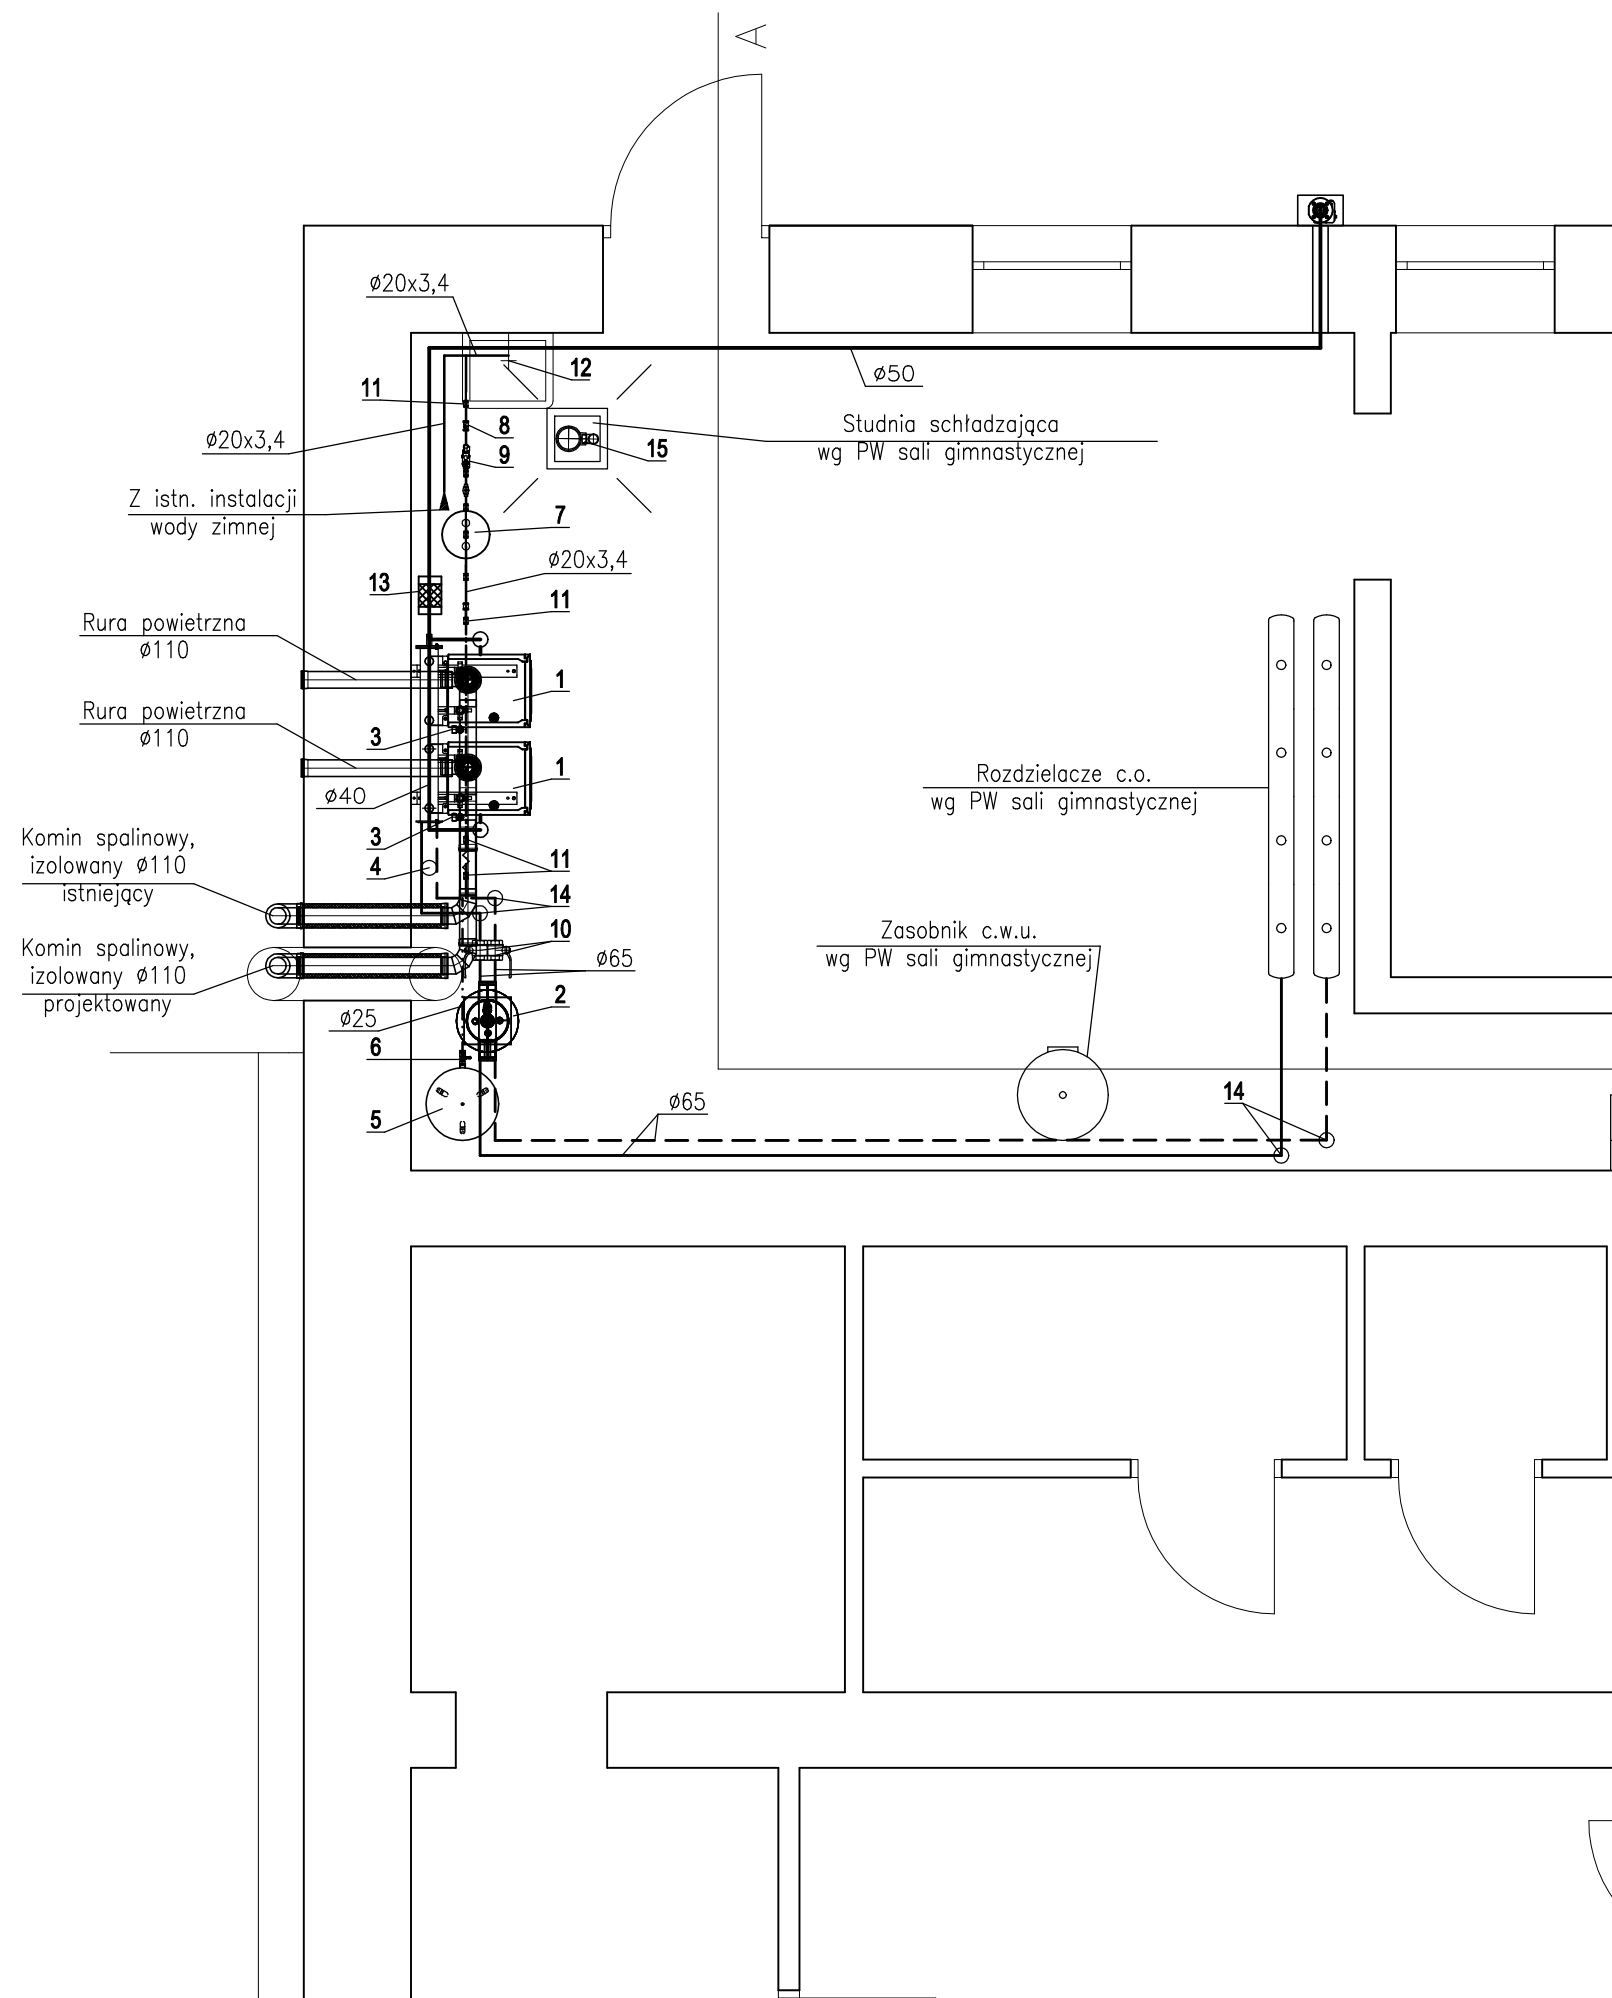 A
ø20x3,4
12
ø50
11
8
Studnia schładzająca
wg PW sali gimnastycznej
ø20x3,4
9
15
Z istn. instalacji
wody zimnej
7
ø20x3,4
13
11
Rura powietrzna
ø110
1
Rura powietrzna
ø110
3
1
Rozdzielacze c.o.
wg PW sali gimnastycznej
ø40
Komin spalinowy,
izolowany ø110
istniejący
3
4
11
14
Zasobnik c.w.u.
wg PW sali gimnastycznej
10
Komin spalinowy,
izolowany ø110
projektowany
ø65
2
ø25
6
5
ø65
14